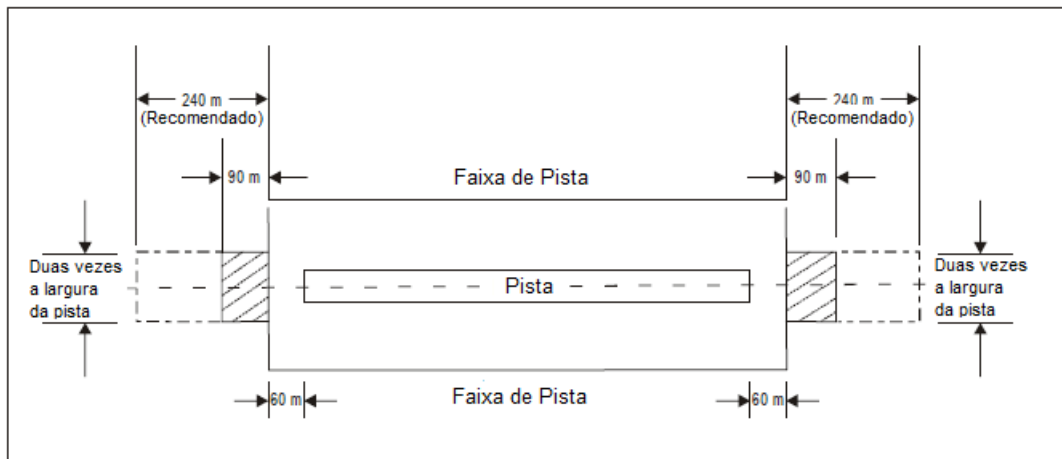 240 m
(Recomendado)
240 m
(Recomendado)
90 m
Faixa de Pista
90 m
Duas vezes
a largura
da pista
Pista
Duas vezes
a largura
da pista
60 m
Faixa de Pista
60 m